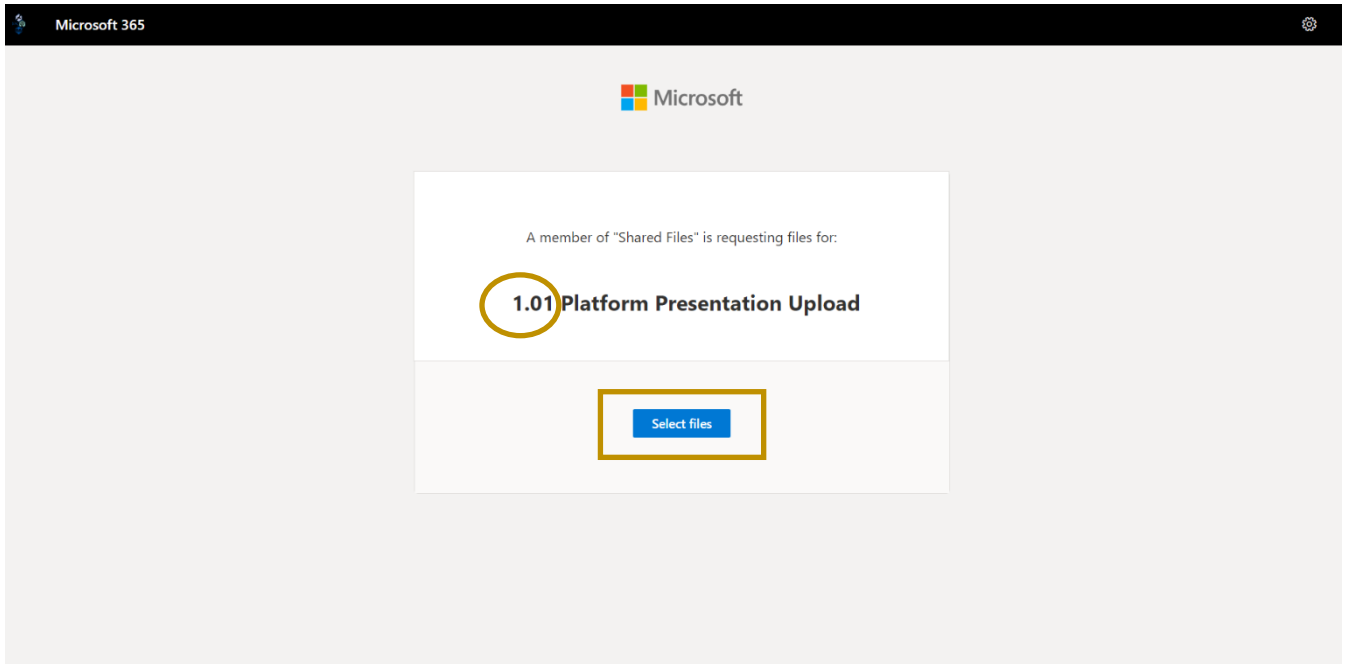 Microsoft 365
Microsoft
A member of "Shared Files" is requesting files for:
1.01 Platform Presentation Upload
Select files